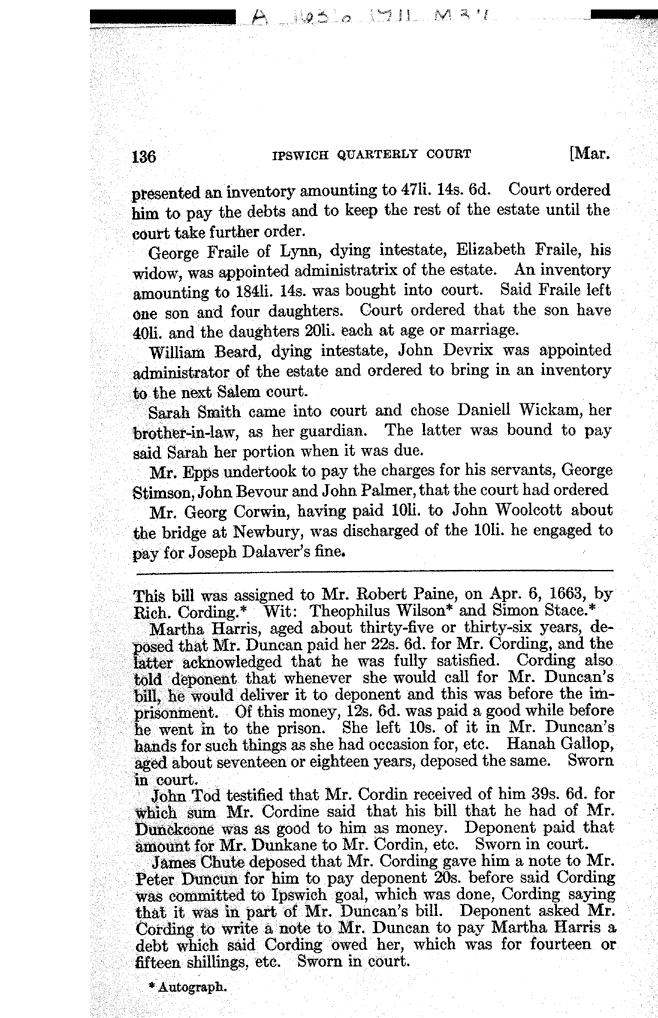 A 1636 1911 M 37
136 IPSWICH QUARTERLY COURT [Mar.
presented an inventory amounting to 47li. 14s. 6d. Court ordered
him to pay the debts and to keep the rest of the estate until the
court take further order.
George Fraile of Lynn, dying intestate, Elizabeth Fraile, his
widow, was appointed administratrix of the estate. An inventory
amounting to 184li. 14s. was bought into court. Said Fraile left
one son and four daughters. Court ordered that the son have
40li. and the daughters 20li. each at age or marriage.
William Beard, dying intestate, John Devrix was appointed
administrator of the estate and ordered to bring in an inventory
to the next Salem court.
Sarah Smith came into court and chose Daniell Wickam, her
brother-in-law, as her guardian. The latter was bound to pay
said Sarah her portion when it was due.
Mr. Epps undertook to pay the charges for his servants, George
Stimson, John Bevour and John Palmer, that the court had ordered
Mr. Georg Corwin, having paid 10li. to John Woolcott about
the bridge at Newbury, was discharged of the 10li. he engaged to
pay for Joseph Dalaver's fine.
This bill was assigned to Mr. Robert Paine, on Apr. 6, 1663, by
Rich. Cording.* Wit: Theophilus Wilson* and Simon Stace.*
Martha Harris, aged about thirty-five or thirty-six years, de-
posed that Mr. Duncan paid her 22s. 6d. for Mr. Cording, and the
latter acknowledged that he was fully satisfied. Cording also
told deponent that whenever she would call for Mr. Duncan's
bill, he would deliver it to deponent and this was before the im-
prisonment. Of this money, 12s. 6d. was paid a good while before
he went in to the prison. She left 10s. of it in Mr. Duncan's
hands for such things as she had occasion for, etc. Hanah Gallop,
aged about seventeen or eighteen years, deposed the same. Sworn
in court.
John Tod testified that Mr. Cordin received of him 39s. 6d. for
which sum Mr. Cordine said that his bill that he had of Mr.
Dunckcone was as good to him as money. Deponent paid that
amount for Mr. Dunkane to Mr. Cordin, etc. Sworn in court.
James Chute deposed that Mr. Cording gave him a note to Mr.
Peter Duncun for him to pay deponent 20s. before said Cording
was committed to Ipswich goal, which was done, Cording saying
that it was in part of Mr. Duncan's bill. Deponent asked Mr.
Cording to write a note to Mr. Duncan to pay Martha Harris a
debt which said Cording owed her, which was for fourteen or
fifteen shillings, etc. Sworn in court.
* Autograph.